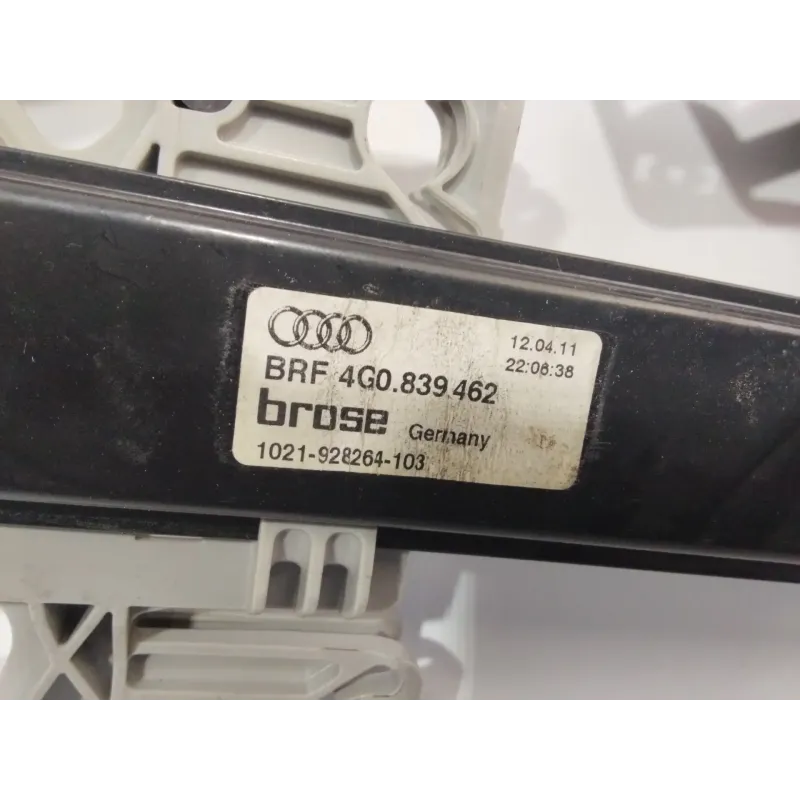 12.04.11
22:06:38
BRF 4G0.839 462
brose Germany
1021-928264-103